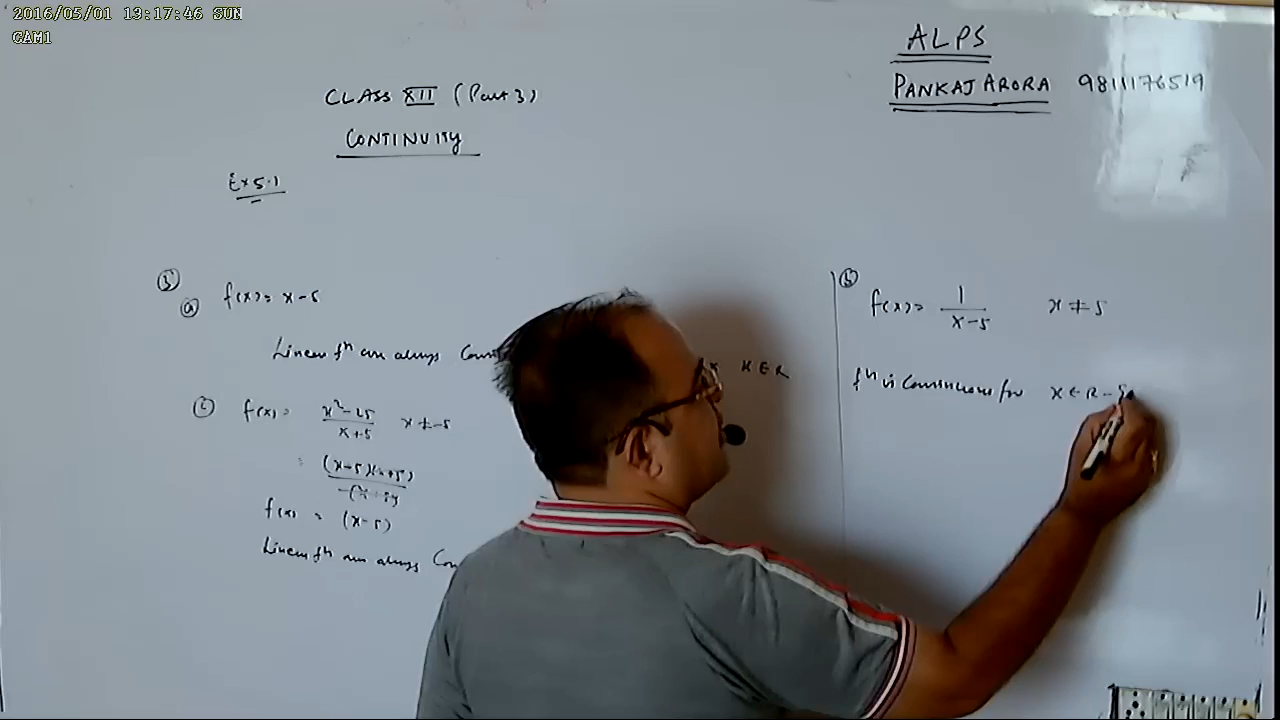 2016/05/01 19:17:46 SUN
CAM1
ALPS
PANKAJ ARORA 9811176519
CLASS XII (Part 3)
CONTINUITY
Ex 5.1
③
ⓐ f(x) = x-5
Linear fⁿ are always
x ∈ R
ⓒ f(x) = x²-25 / x+5 x ≠ -5
= (x-5)(x+5)
f(x) = (x-5)
Linear fⁿ are always
ⓑ f(x) = 1 / x-5 x ≠ 5
fⁿ is Continuous for x ∈ R -